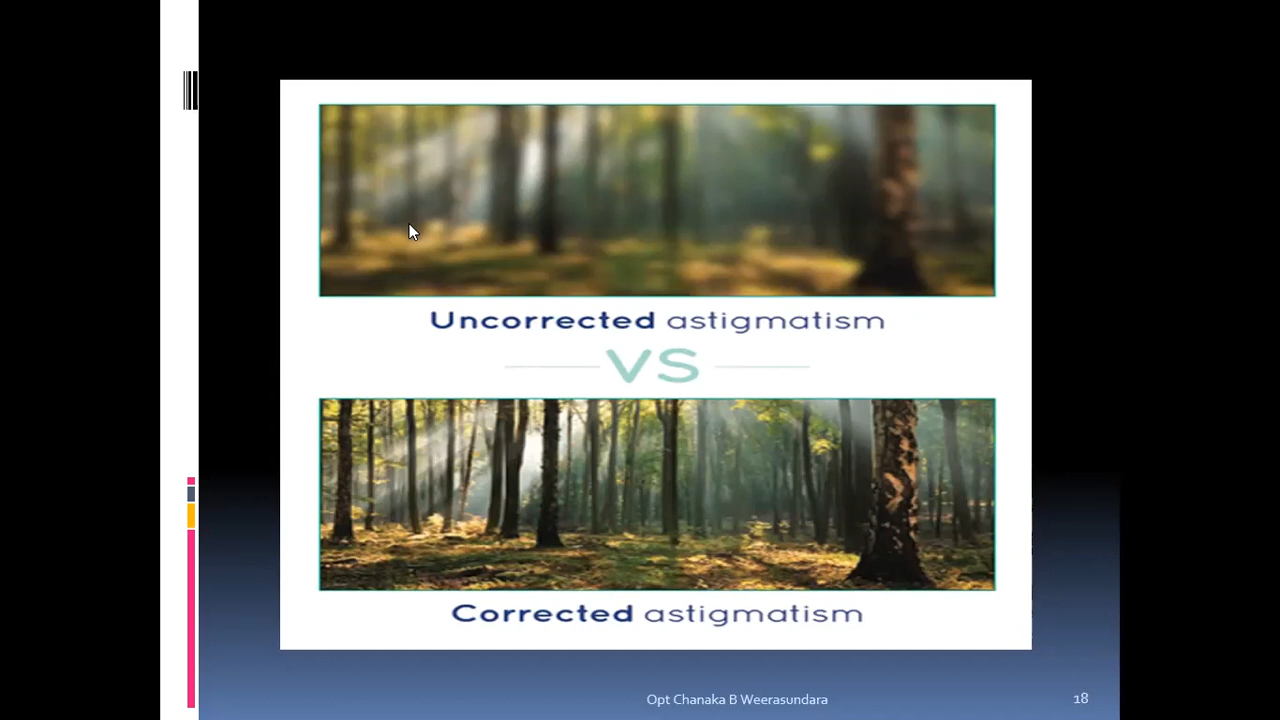 Uncorrected astigmatism
VS
Corrected astigmatism
Opt Chanaka B Weerasundara
18